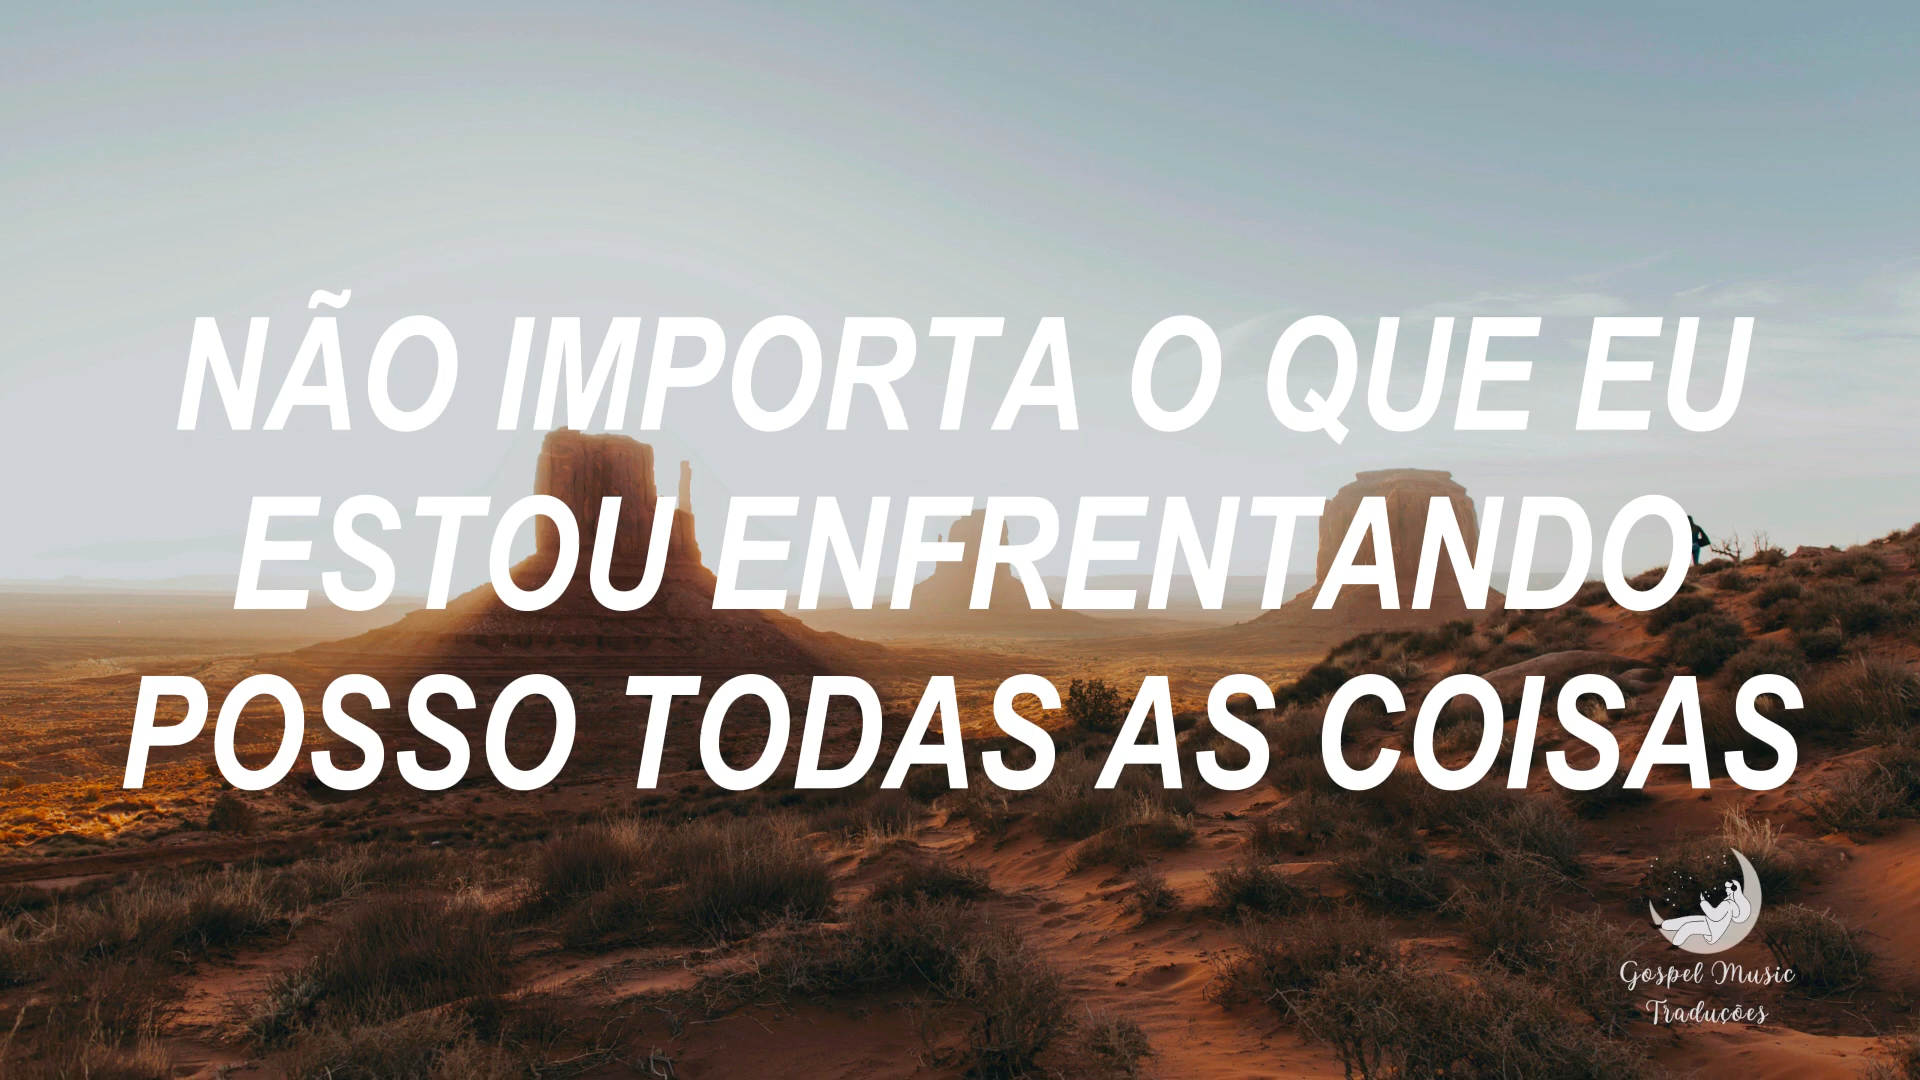 NÃO IMPORTA O QUE EU
ESTOU ENFRENTANDO
POSSO TODAS AS COISAS
Gospel Music
Traduções